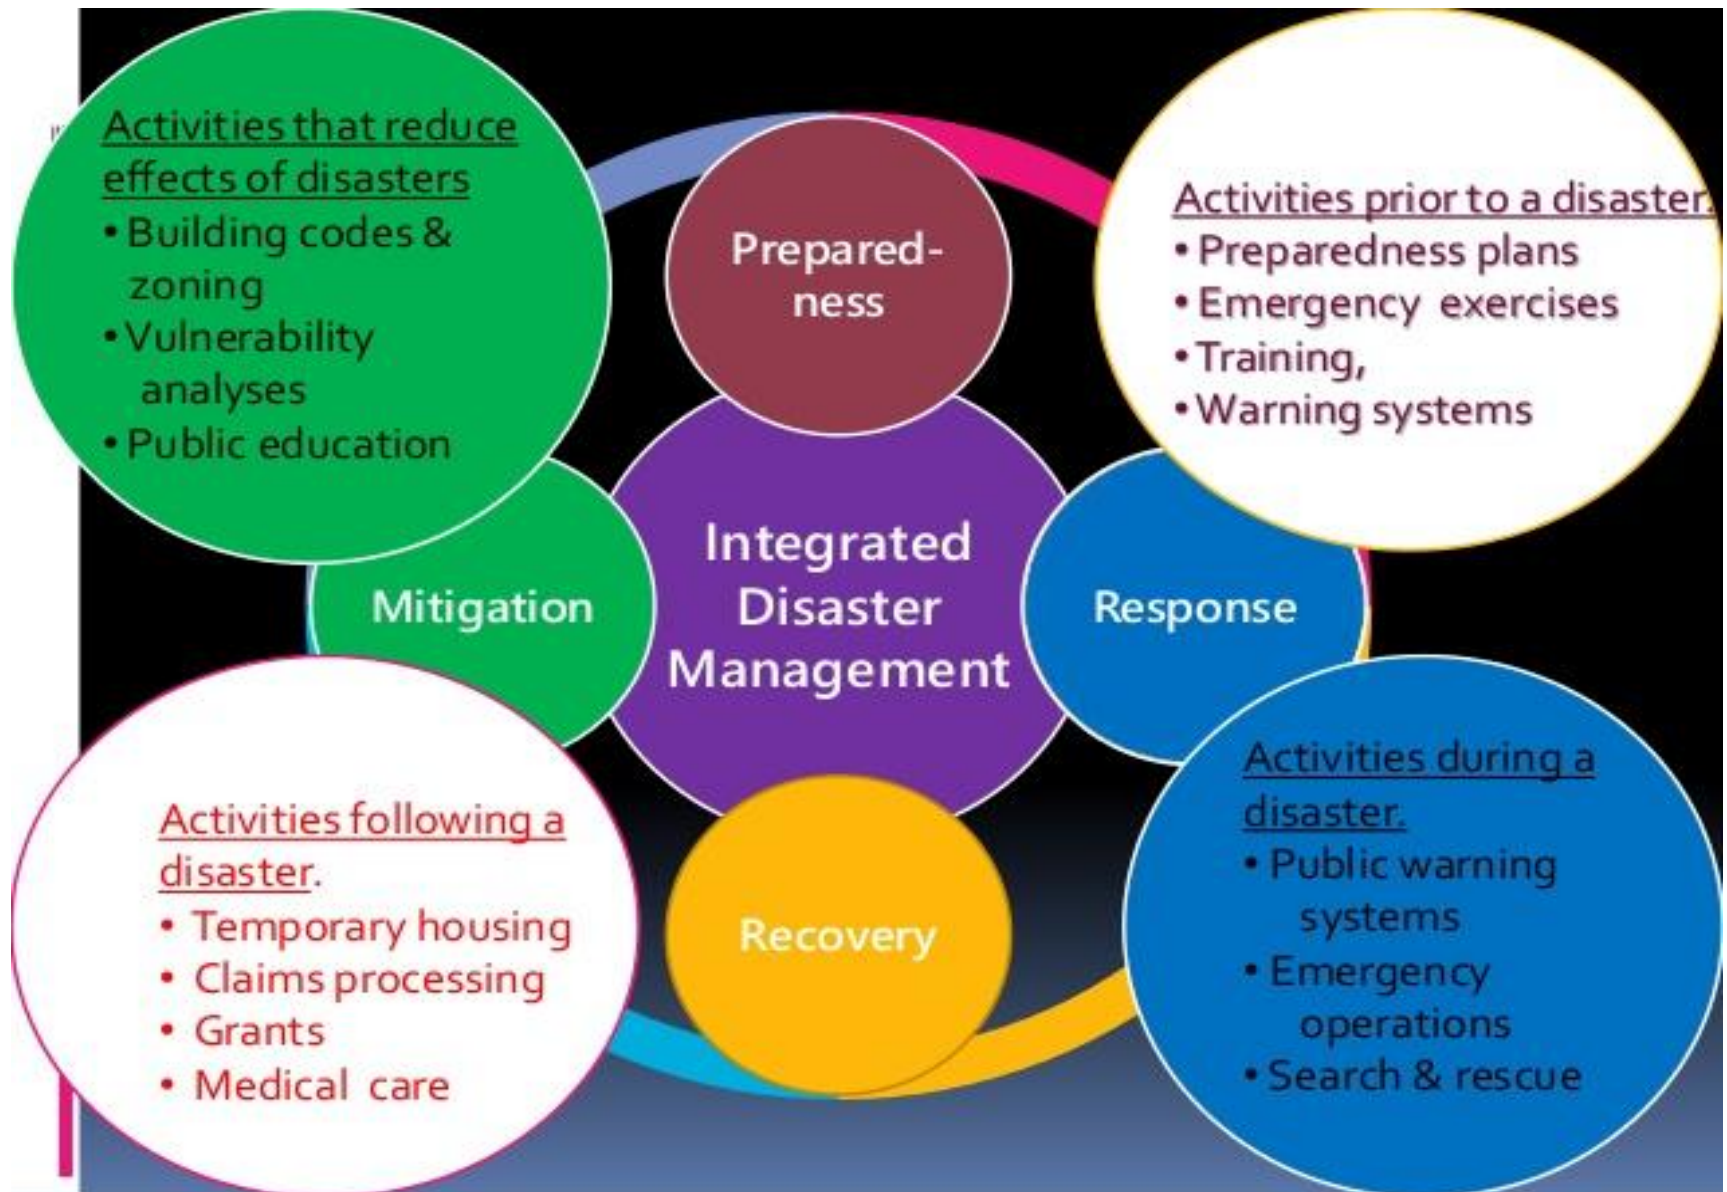 Activities that reduce
effects of disasters
• Building codes &
zoning
• Vulnerability
analyses
• Public education
Prepared-
ness
Activities prior to a disaster.
• Preparedness plans
• Emergency exercises
• Training,
• Warning systems
Mitigation
Integrated
Disaster
Management
Response
Activities following a
disaster.
• Temporary housing
• Claims processing
• Grants
• Medical care
Recovery
Activities during a
disaster.
• Public warning
systems
• Emergency
operations
• Search & rescue